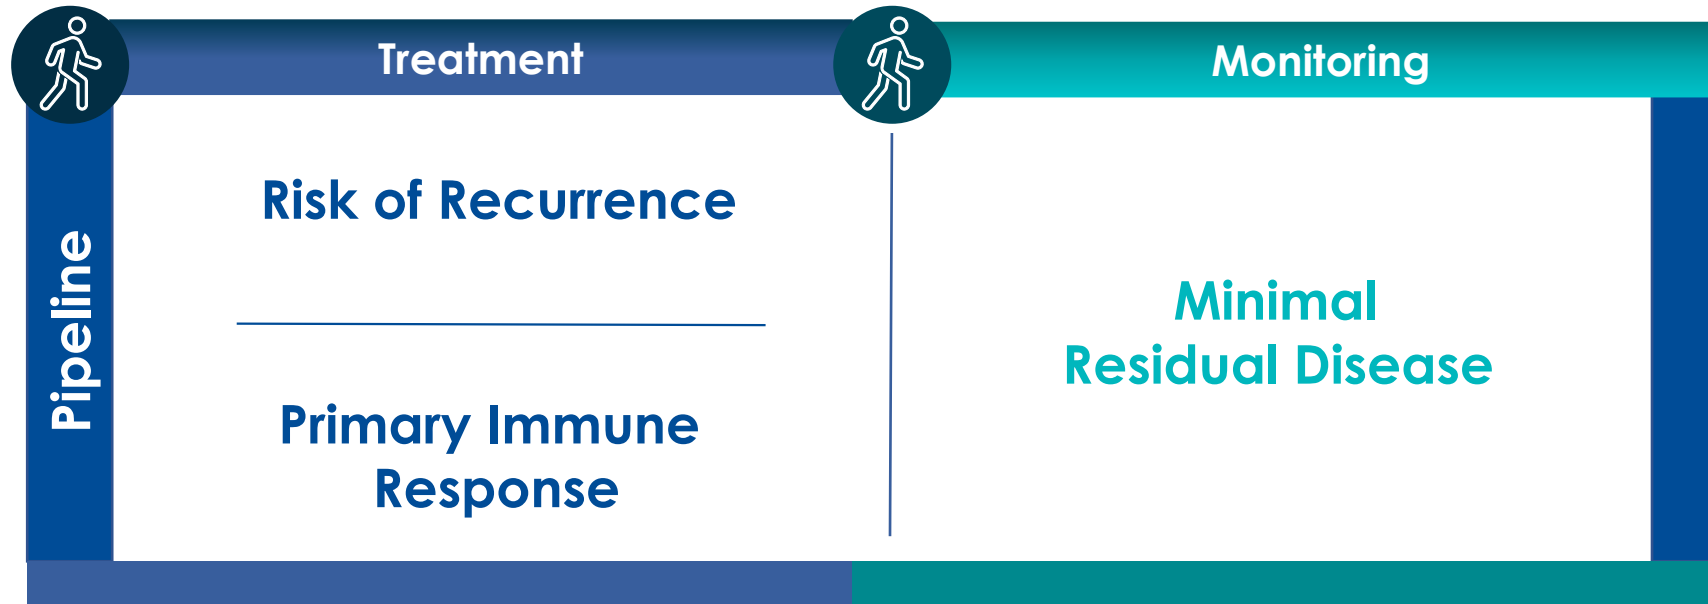 Treatment
Monitoring
Pipeline
Risk of Recurrence
Primary Immune
Response
Minimal
Residual Disease